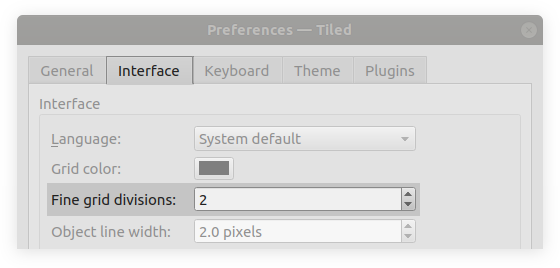 Preferences — Tiled
General Interface Keyboard Theme Plugins
Interface
Language: System default
Grid color:
Fine grid divisions: 2
Object line width: 2.0 pixels